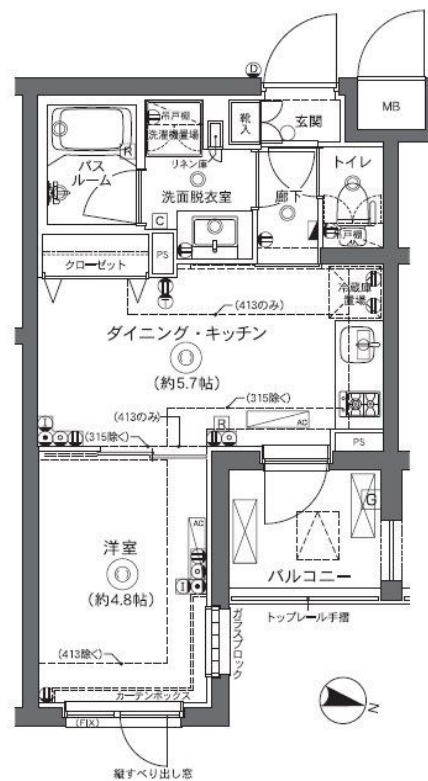 D
MB
吊戸棚
洗濯機置場
靴入
玄関
R
バスルーム
リネン庫
洗面脱衣室
廊下
トイレ
吊戸棚
C
PS
クローゼット
T
(413のみ)
冷蔵庫置場
ダイニング・キッチン
(約5.7帖)
(315除く)
(413のみ)
R
AC
(315除く)
PS
洋室
(約4.8帖)
AC
I
G
バルコニー
トップレール手摺
ガラスブロック
(413除く)
カーテンボックス
(FIX)
縦すべり出し窓
N